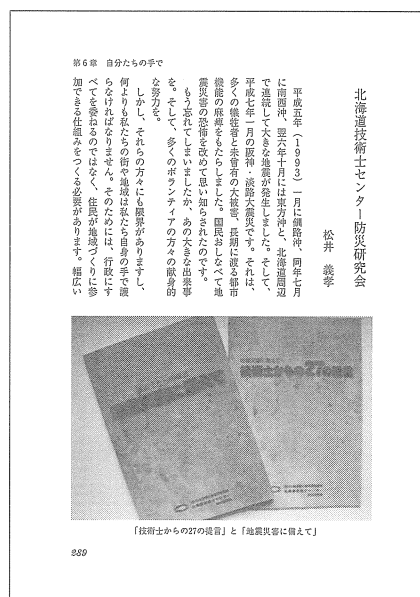 第6章　自分たちの手で
北海道技術士センター防災研究会
松井　義孝
平成五年（1993）一月に釧路沖、同年七月
に南西沖、翌六年十月には東方沖と、北海道周辺
で連続して大きな地震が発生しました。そして、
平成七年一月の阪神・淡路大震災です。それは、
多くの犠牲者と未曾有の大被害、長期に渡る都市
機能の麻痺をもたらしました。国民おしなべて地
震災害の恐怖を改めて思い知らされたのです。
もう忘れてしまいましたか、あの大きな出来事
を。そして、多くのボランティアの方々の献身的
な努力を。
しかし、それらの方々にも限界がありますし、
何よりも私たちの街や地域は私たち自身の手で護
らなければなりません。そのためには、行政にす
べてを委ねるのではなく、住民が地域づくりに参
加できる仕組みをつくる必要があります。幅広い
技術士からの27の提言
「技術士からの27の提言」と「地震災害に備えて」
289